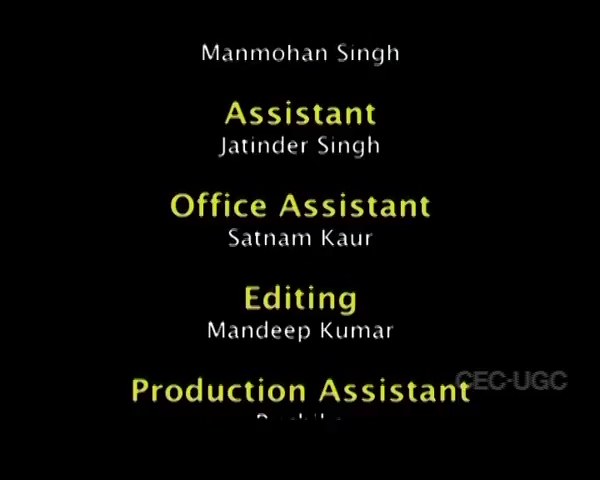 Manmohan Singh
Assistant
Jatinder Singh
Office Assistant
Satnam Kaur
Editing
Mandeep Kumar
CEC-UGC
Production Assistant